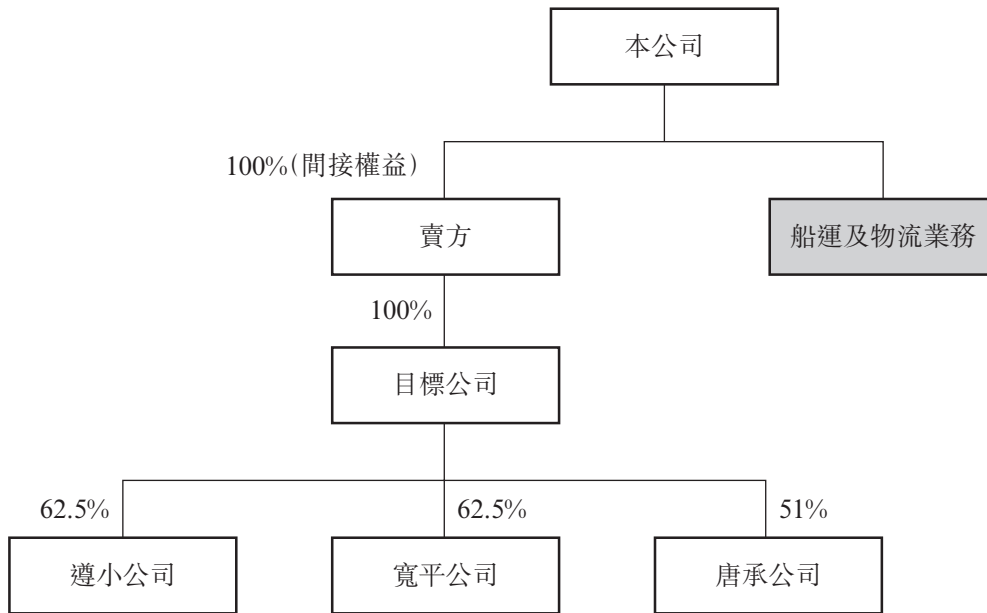 本公司
100%(間接權益)
賣方
船運及物流業務
100%
目標公司
62.5%
62.5%
51%
遵小公司
寬平公司
唐承公司